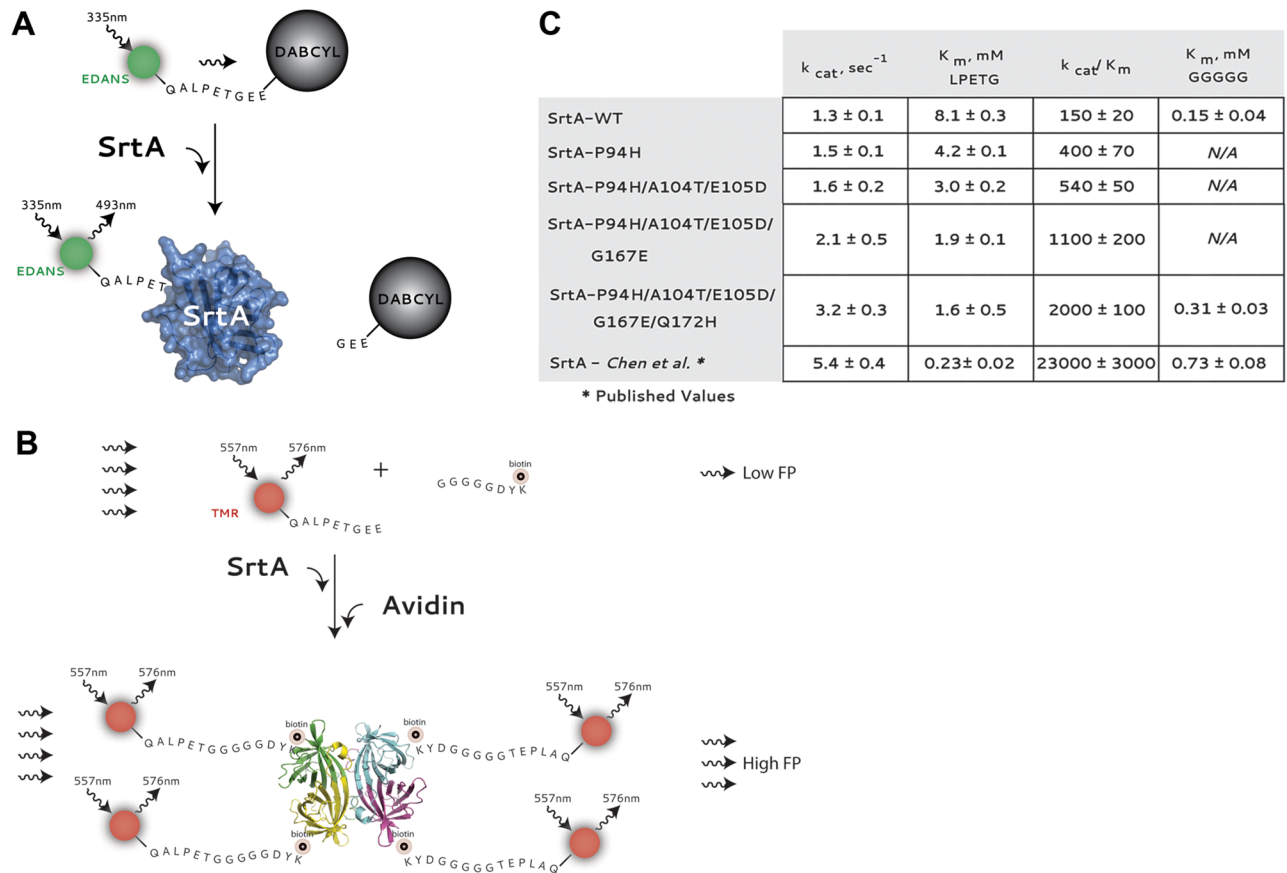 A
335nm
EDANS
DABCYL
QALPETGEE
SrtA
335nm
493nm
EDANS
QALPET
SrtA
DABCYL
GEE
C
k cat, sec⁻¹
K m, mM
LPETG
k cat/ K m
K m, mM
GGGGG
SrtA-WT 1.3 ± 0.1 8.1 ± 0.3 150 ± 20 0.15 ± 0.04
SrtA-P94H 1.5 ± 0.1 4.2 ± 0.1 400 ± 70 N/A
SrtA-P94H/A104T/E105D 1.6 ± 0.2 3.0 ± 0.2 540 ± 50 N/A
SrtA-P94H/A104T/E105D/
G167E 2.1 ± 0.5 1.9 ± 0.1 1100 ± 200 N/A
SrtA-P94H/A104T/E105D/
G167E/Q172H 3.2 ± 0.3 1.6 ± 0.5 2000 ± 100 0.31 ± 0.03
SrtA - Chen et al. * 5.4 ± 0.4 0.23± 0.02 23000 ± 3000 0.73 ± 0.08
* Published Values
B
557nm
576nm
TMR
QALPETGEE
+
biotin
GGGGGDYK
Low FP
SrtA
Avidin
557nm
576nm
QALPETGGGGGDYK
biotin
biotin
KYDGGGGGTEPLAQ
557nm
576nm
High FP
557nm
576nm
QALPETGGGGGDYK
biotin
biotin
KYDGGGGGTEPLAQ
557nm
576nm